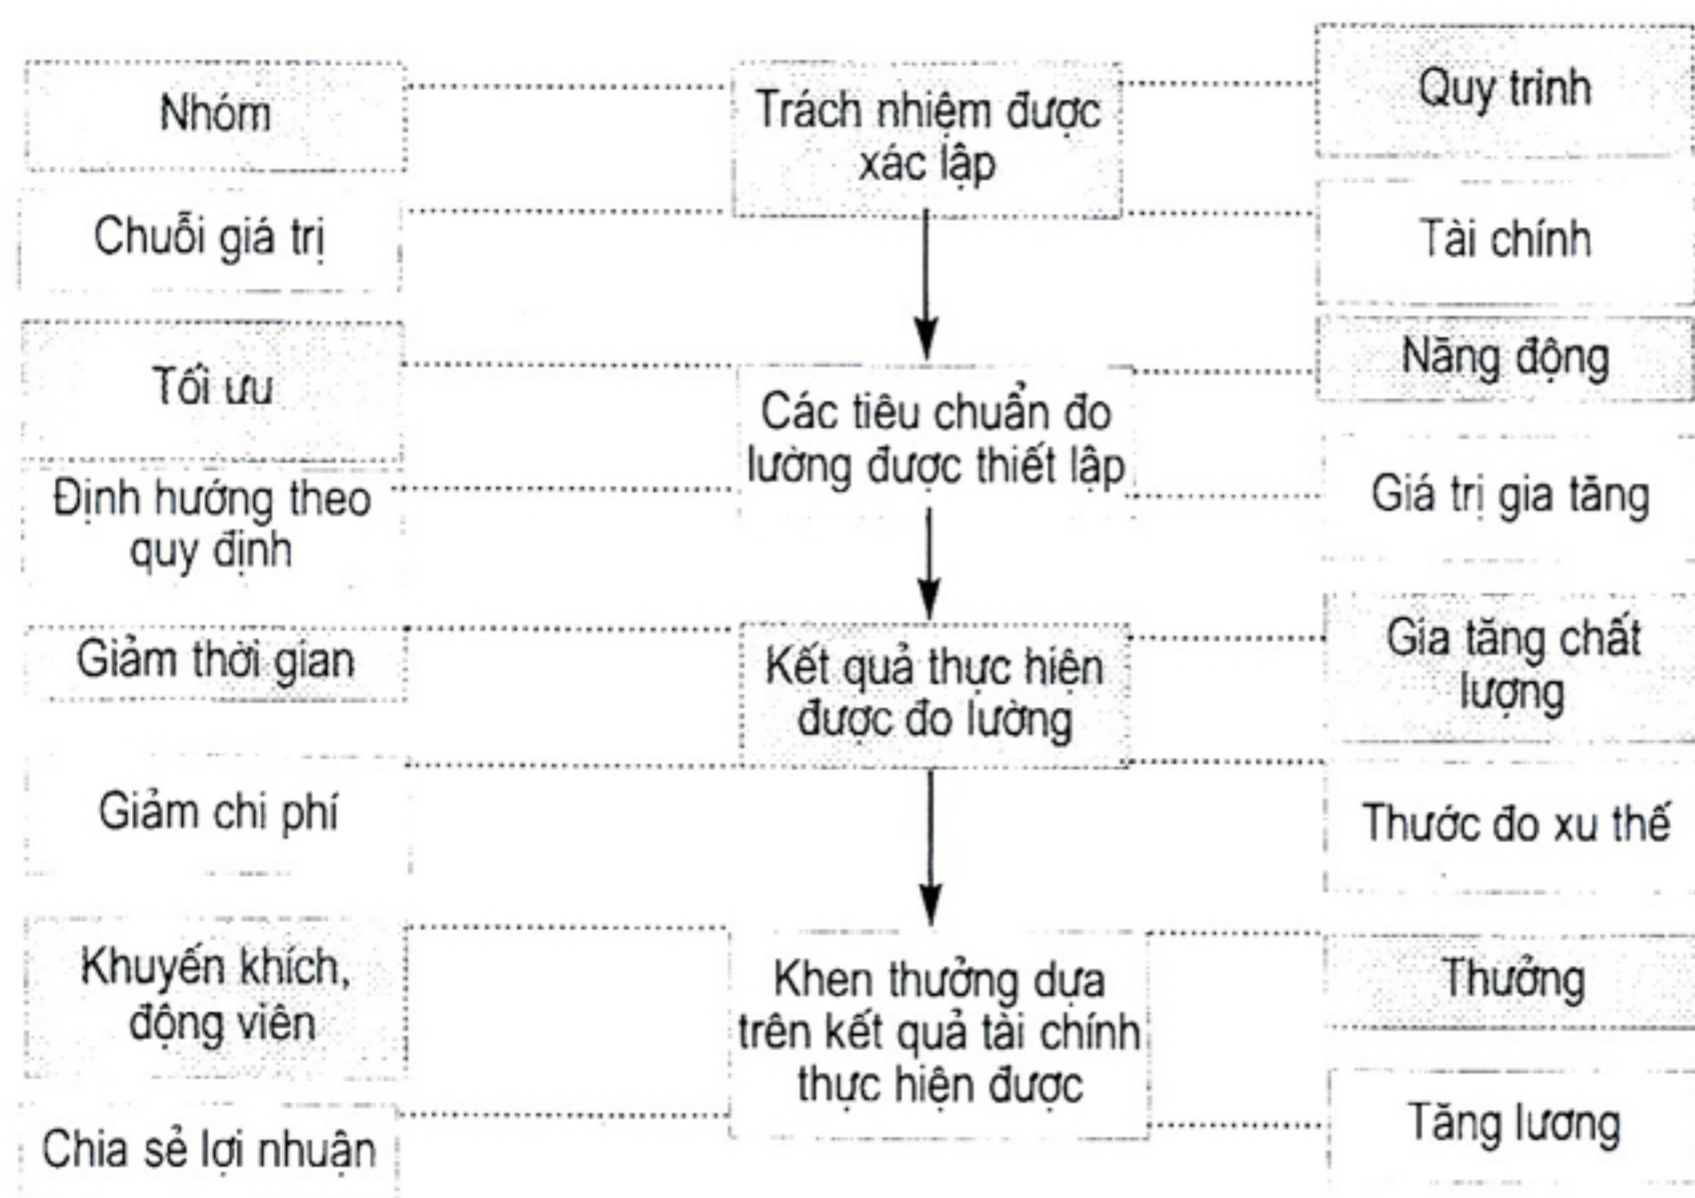 Nhóm
Trách nhiệm được
xác lập
Quy trình
Chuỗi giá trị
Tài chính
Tối ưu
Các tiêu chuẩn đo
lường được thiết lập
Năng động
Định hướng theo
quy định
Giá trị gia tăng
Giảm thời gian
Kết quả thực hiện
được đo lường
Gia tăng chất
lượng
Giảm chi phí
Thước đo xu thế
Khuyến khích,
động viên
Khen thưởng dựa
trên kết quả tài chính
thực hiện được
Thưởng
Chia sẻ lợi nhuận
Tăng lương